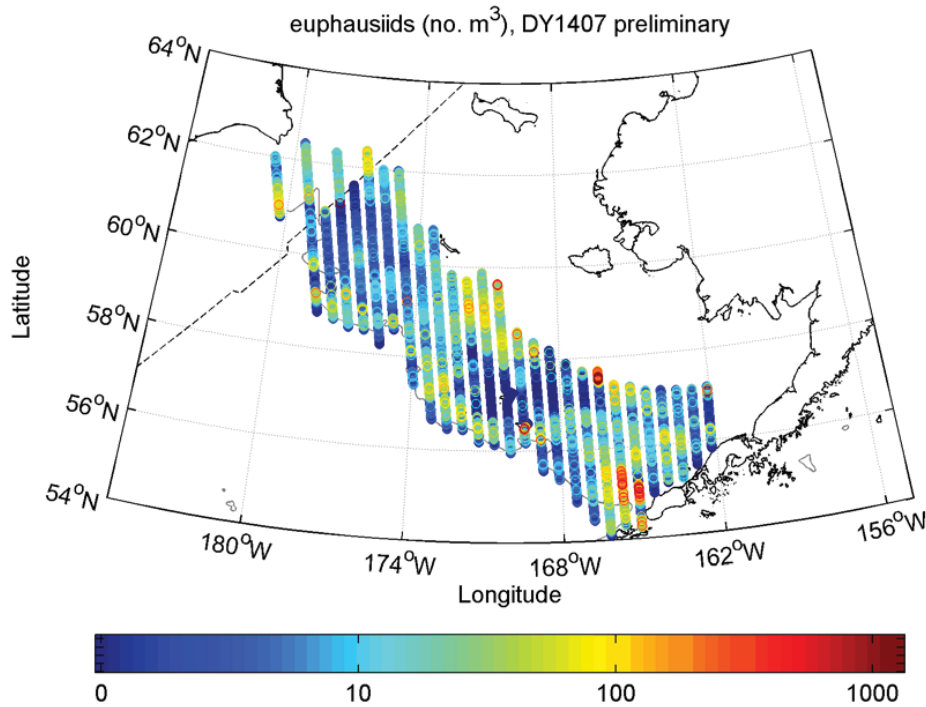 euphausiids (no. m³), DY1407 preliminary
64°N
62°N
60°N
58°N
56°N
54°N
Latitude
180°W
174°W
168°W
162°W
156°W
Longitude
0 10 100 1000